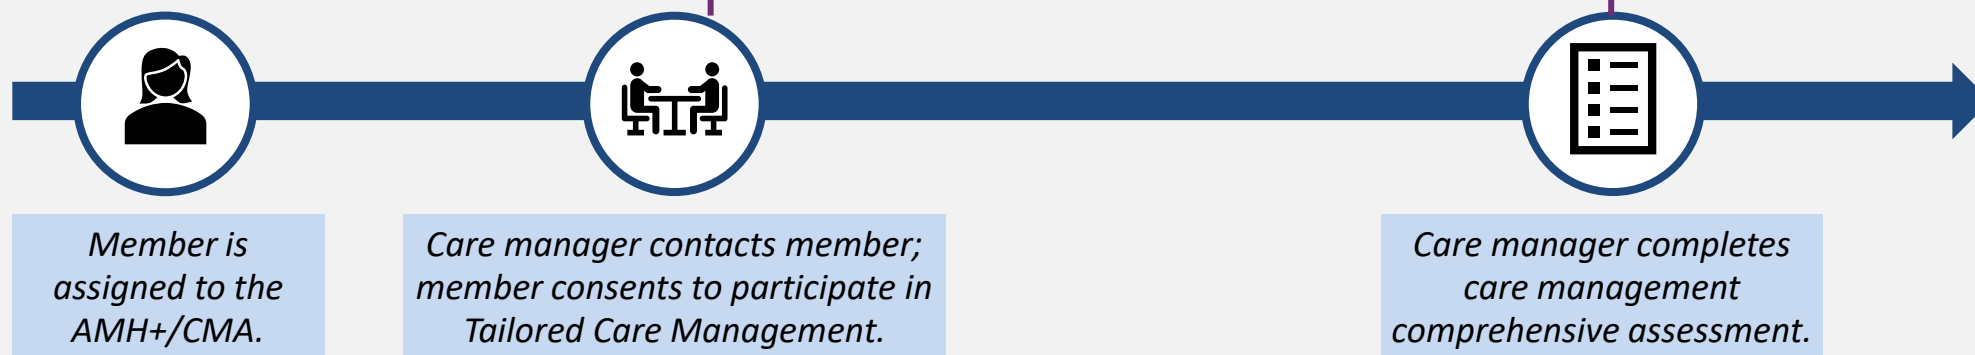 Member is
assigned to the
AMH+/CMA.
Care manager contacts member;
member consents to participate in
Tailored Care Management.
Care manager completes
care management
comprehensive assessment.